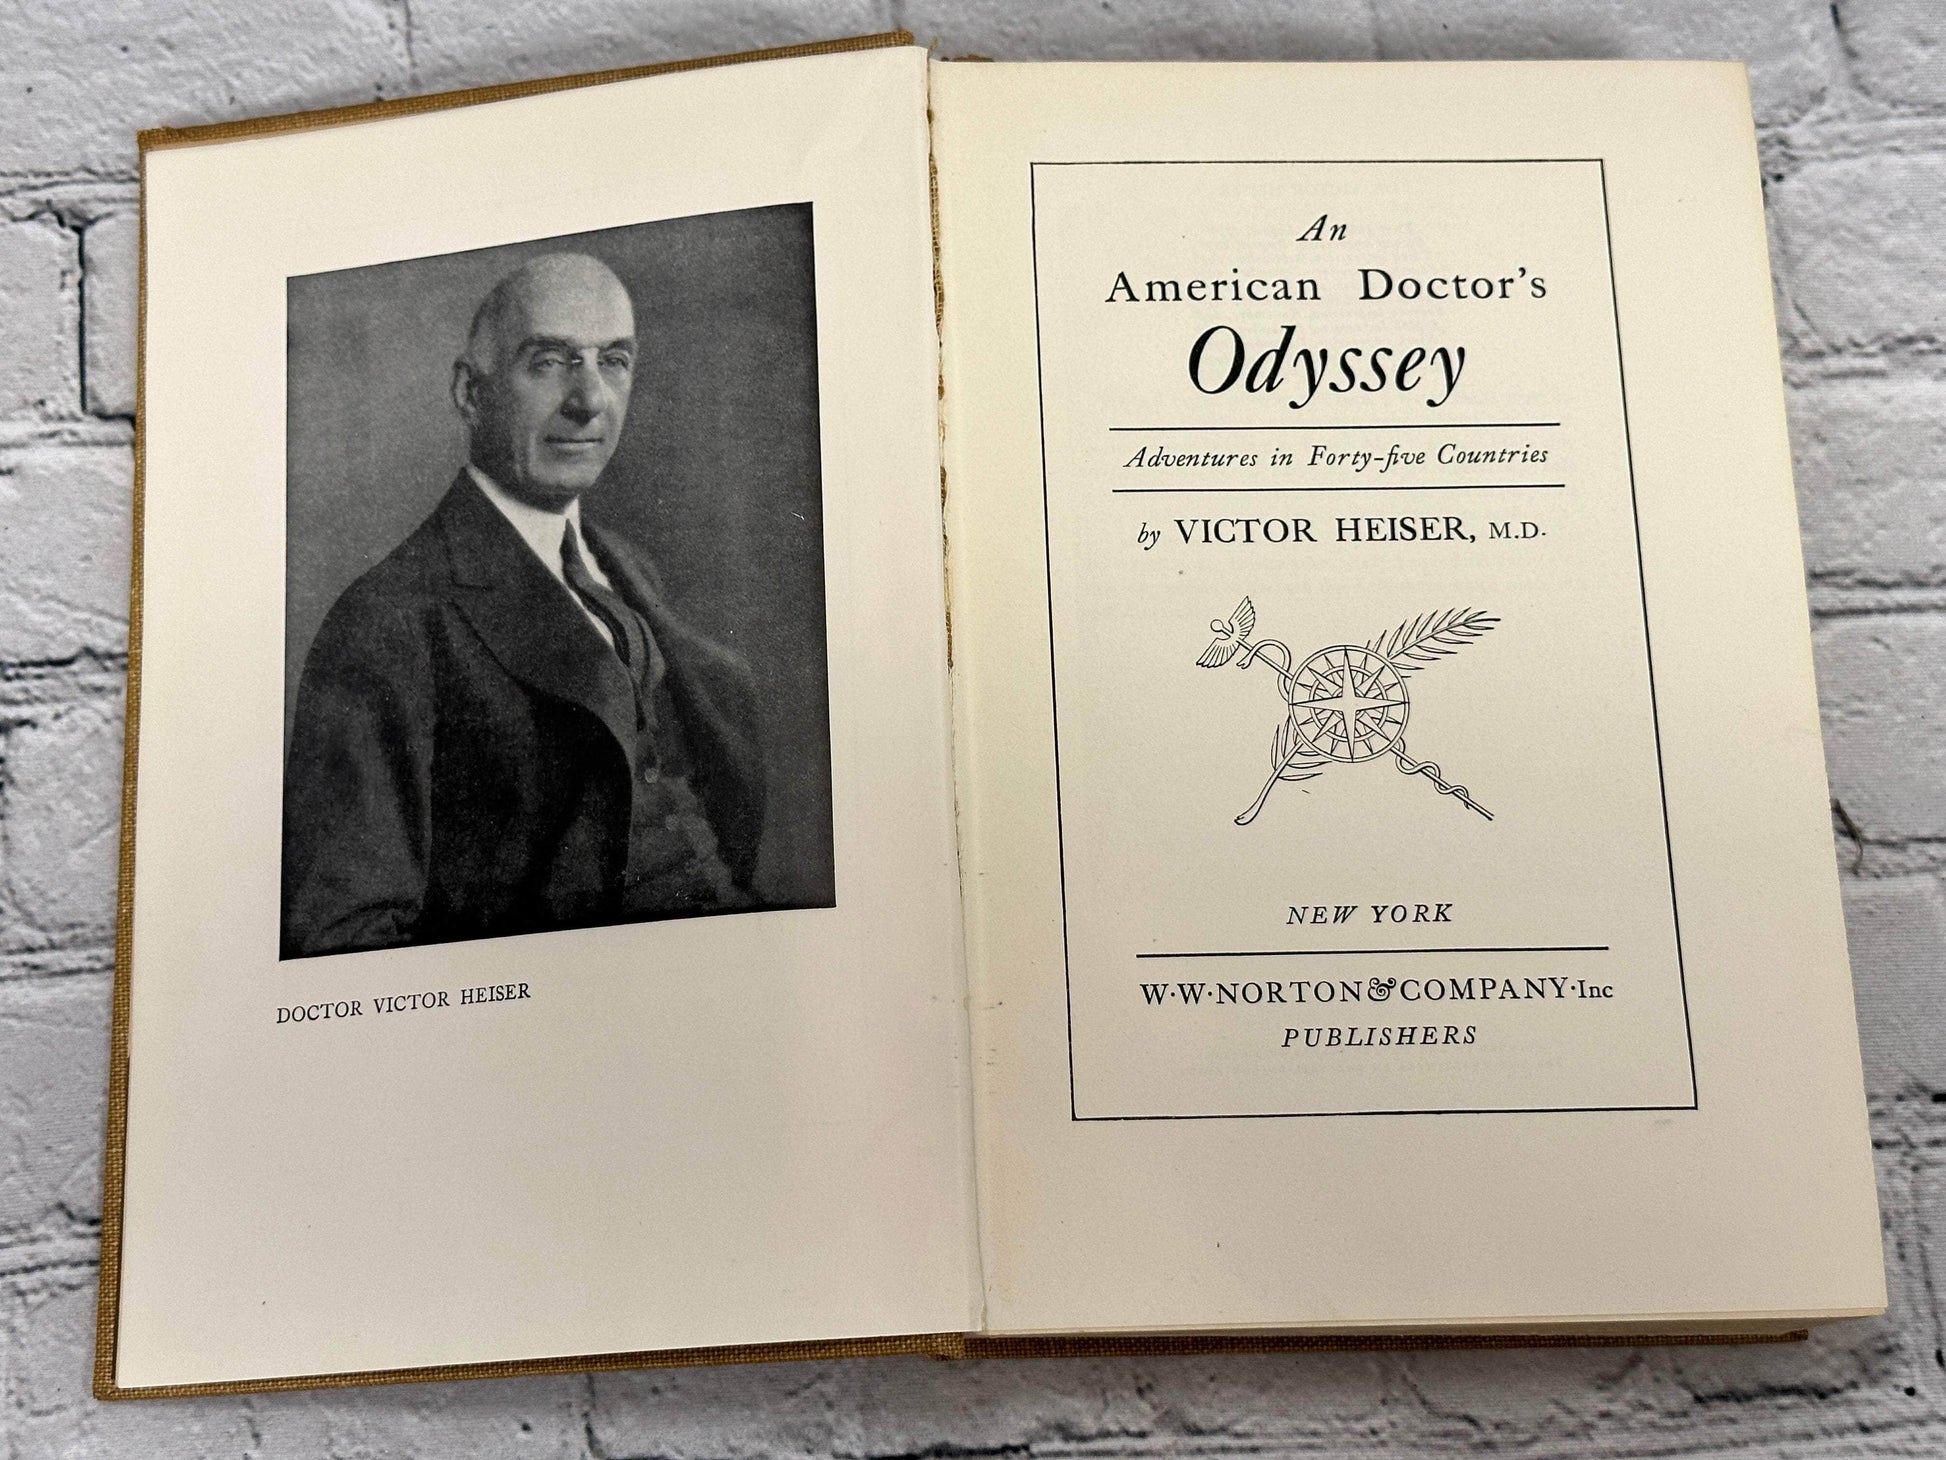 DOCTOR VICTOR HEISER
An
American Doctor's
Odyssey
Adventures in Forty-five Countries
by VICTOR HEISER, M.D.
NEW YORK
W·W·NORTON & COMPANY·Inc
PUBLISHERS